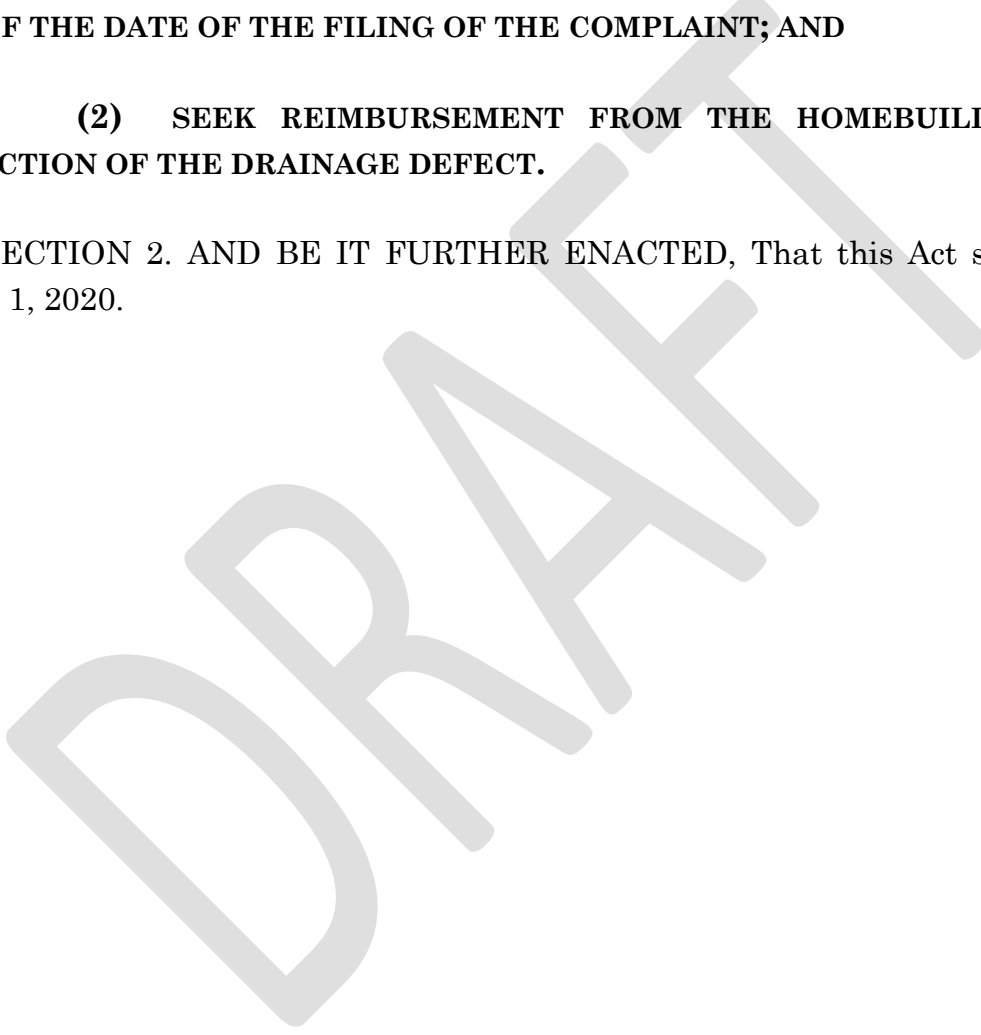 F THE DATE OF THE FILING OF THE COMPLAINT; AND
(2) SEEK REIMBURSEMENT FROM THE HOMEBUIL
CTION OF THE DRAINAGE DEFECT.
ECTION 2. AND BE IT FURTHER ENACTED, That this Act s
1, 2020.
DRAFT